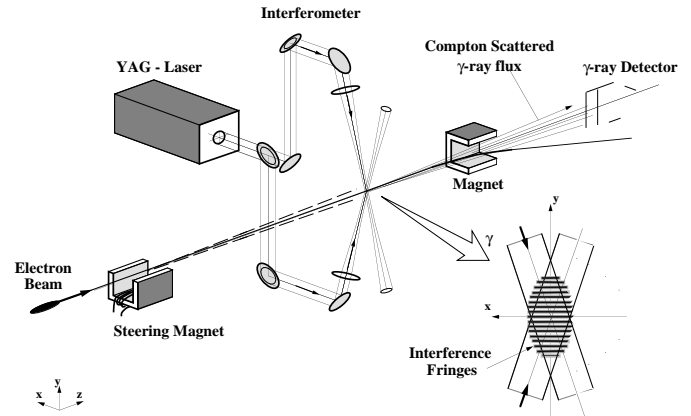 Interferometer
YAG - Laser
Compton Scattered
γ-ray flux
γ-ray Detector
Magnet
y
γ
Electron
Beam
x
Steering Magnet
Interference
Fringes
y
x
z